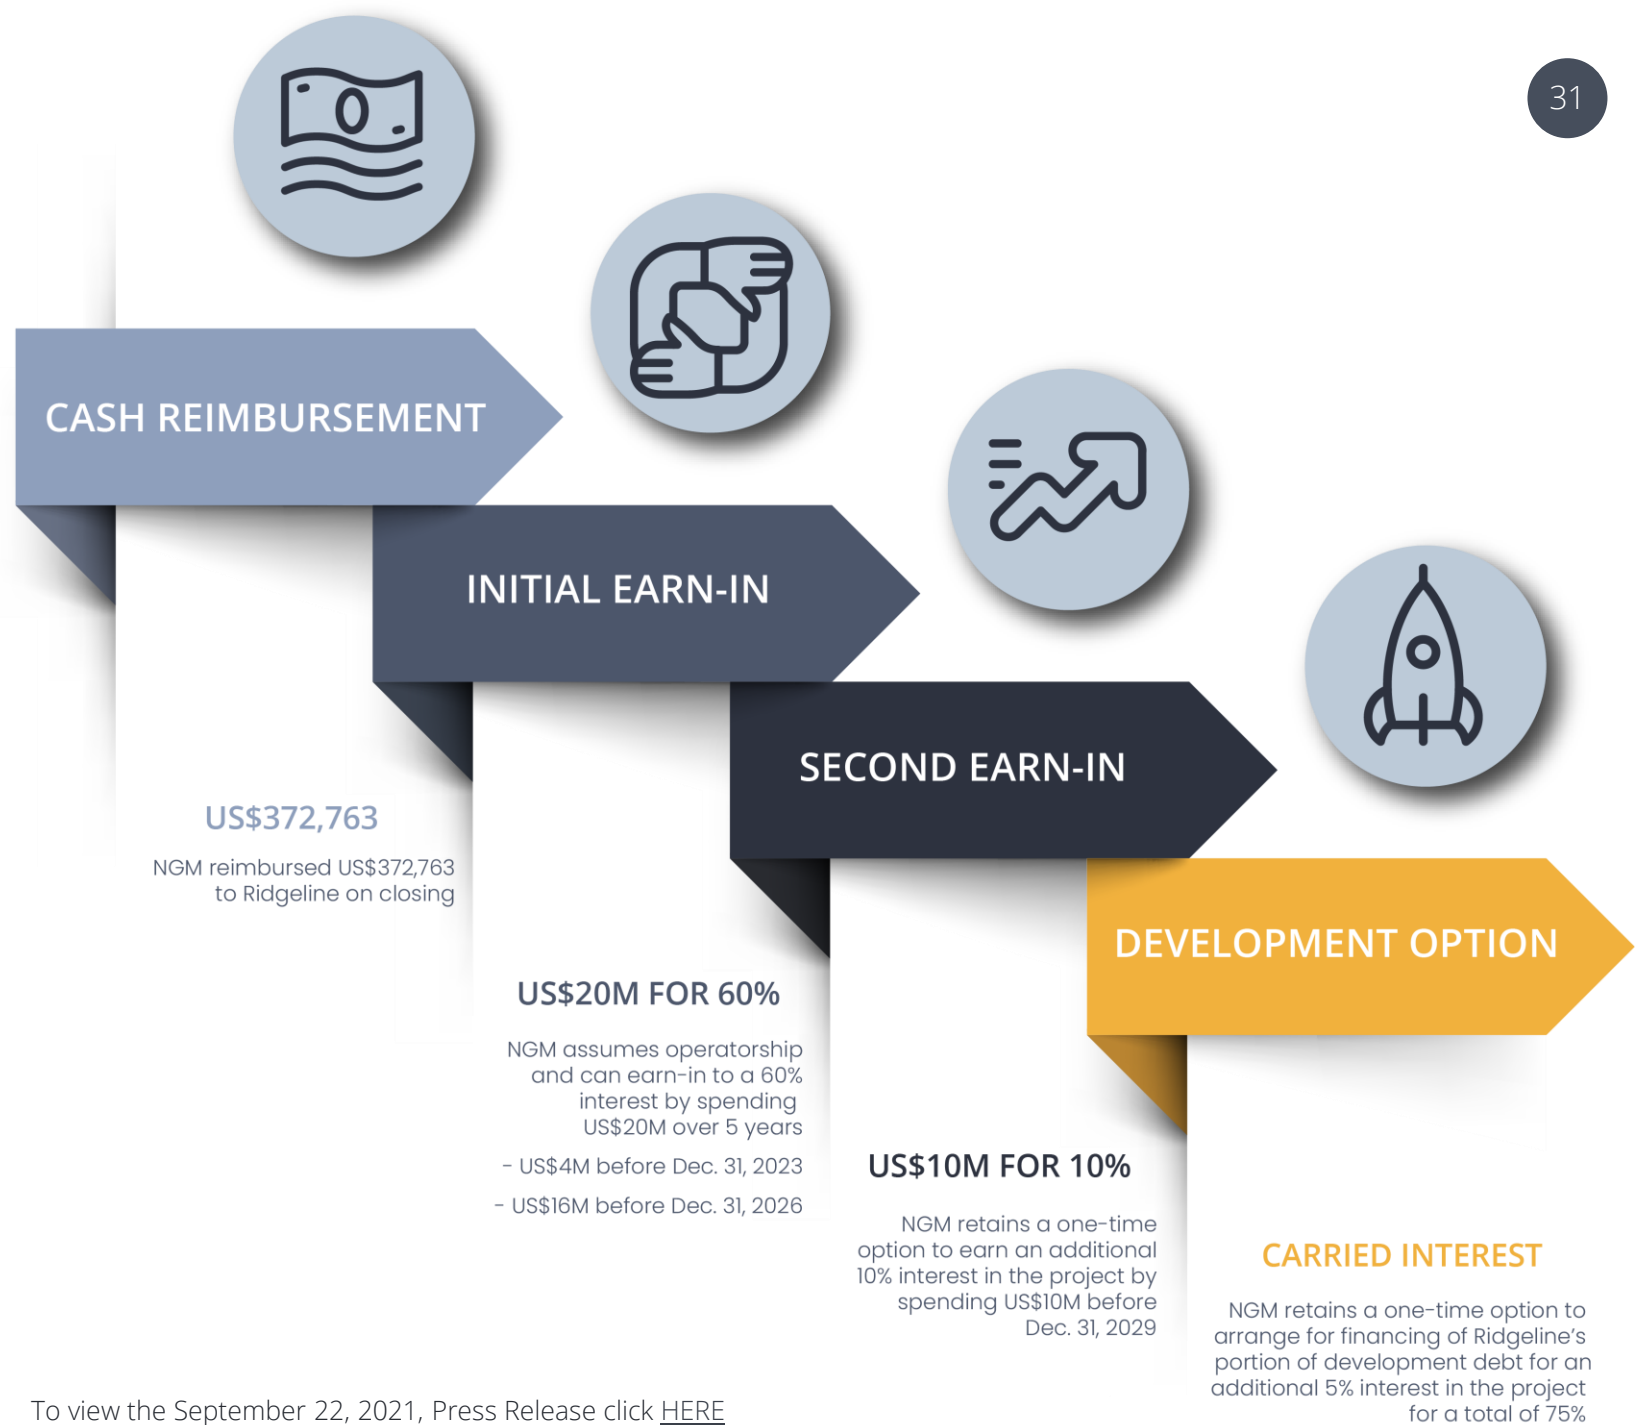 31
CASH REIMBURSEMENT
INITIAL EARN-IN
SECOND EARN-IN
DEVELOPMENT OPTION
US$372,763
NGM reimbursed US$372,763
to Ridgeline on closing
US$20M FOR 60%
NGM assumes operatorship
and can earn-in to a 60%
interest by spending
US$20M over 5 years
- US$4M before Dec. 31, 2023
- US$16M before Dec. 31, 2026
US$10M FOR 10%
NGM retains a one-time
option to earn an additional
10% interest in the project by
spending US$10M before
Dec. 31, 2029
CARRIED INTEREST
NGM retains a one-time option to
arrange for financing of Ridgeline's
portion of development debt for an
additional 5% interest in the project
for a total of 75%
To view the September 22, 2021, Press Release click HERE